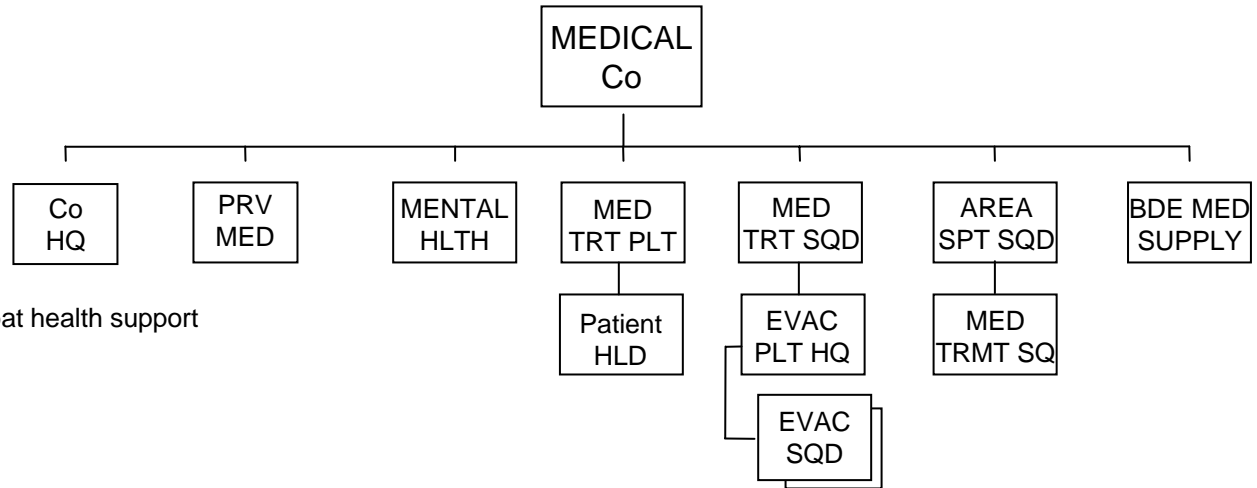 MEDICAL
Co
Co
HQ
PRV
MED
MENTAL
HLTH
MED
TRT PLT
MED
TRT SQD
AREA
SPT SQD
BDE MED
SUPPLY
at health support
Patient
HLD
EVAC
PLT HQ
MED
TRMT SQ
EVAC
SQD